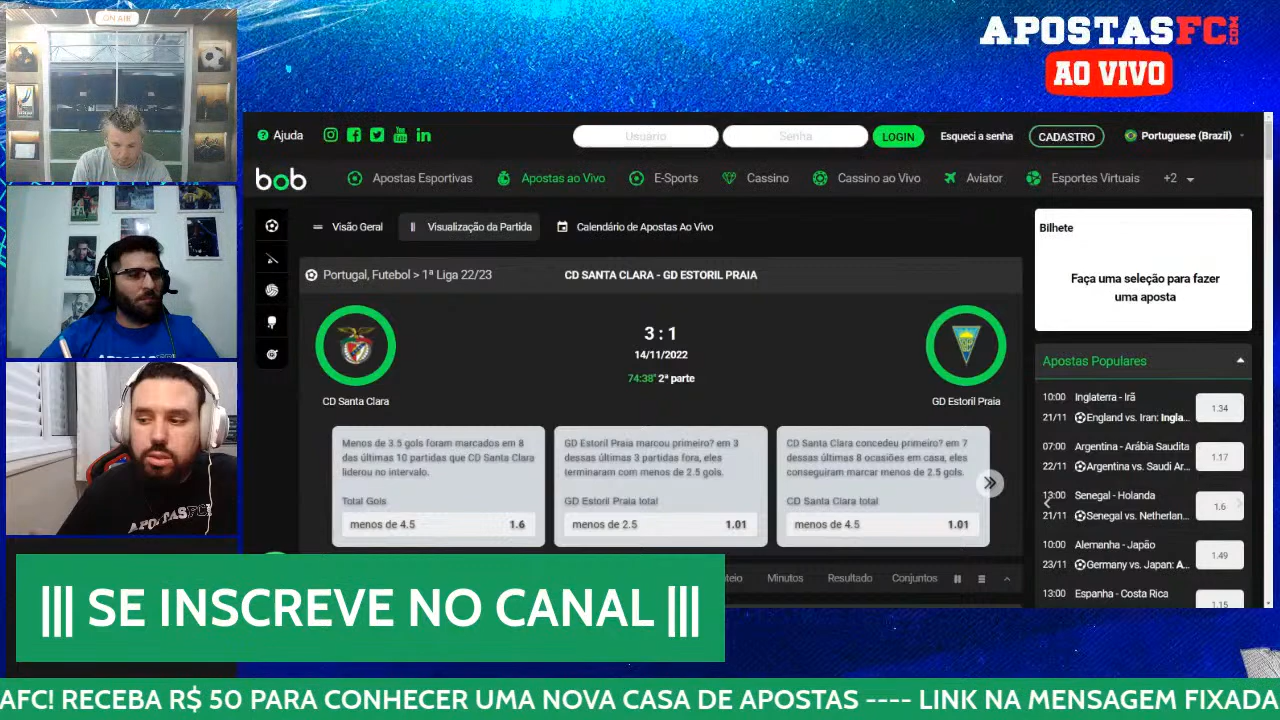 ON AIR
APOSTASFC.COM
AO VIVO
Ajuda
Usuário
Senha
LOGIN
Esqueci a senha
CADASTRO
Portuguese (Brazil)
bob
Apostas Esportivas
Apostas ao Vivo
E-Sports
Cassino
Cassino ao Vivo
Aviator
Esportes Virtuais
+2
Visão Geral
Visualização da Partida
Calendário de Apostas Ao Vivo
Portugal, Futebol > 1ª Liga 22/23
CD SANTA CLARA - GD ESTORIL PRAIA
3 : 1
14/11/2022
74:38' 2ª parte
CD Santa Clara
GD Estoril Praia
Menos de 3.5 gols foram marcados em 8
das últimas 10 partidas que CD Santa Clara
liderou no intervalo.
Total Gols
menos de 4.5 1.6
GD Estoril Praia marcou primeiro? em 3
dessas últimas 3 partidas fora, eles
terminaram com menos de 2.5 gols.
GD Estoril Praia total
menos de 2.5 1.01
CD Santa Clara concedeu primeiro? em 7
dessas últimas 8 ocasiões em casa, eles
conseguiram marcar menos de 2.5 gols.
CD Santa Clara total
menos de 4.5 1.01
Minutos
Resultado
Conjuntos
Bilhete
Faça uma seleção para fazer
uma aposta
Apostas Populares
10:00 Inglaterra - Irã
21/11 England vs. Iran: Ingla... 1.34
07:00 Argentina - Arábia Saudita
22/11 Argentina vs. Saudi Ar... 1.17
13:00 Senegal - Holanda
21/11 Senegal vs. Netherlan... 1.6
10:00 Alemanha - Japão
23/11 Germany vs. Japan: A... 1.49
13:00 Espanha - Costa Rica
1.15
APOSTASFC
||| SE INSCREVE NO CANAL |||
AFC! RECEBA R$ 50 PARA CONHECER UMA NOVA CASA DE APOSTAS ---- LINK NA MENSAGEM FIXADA